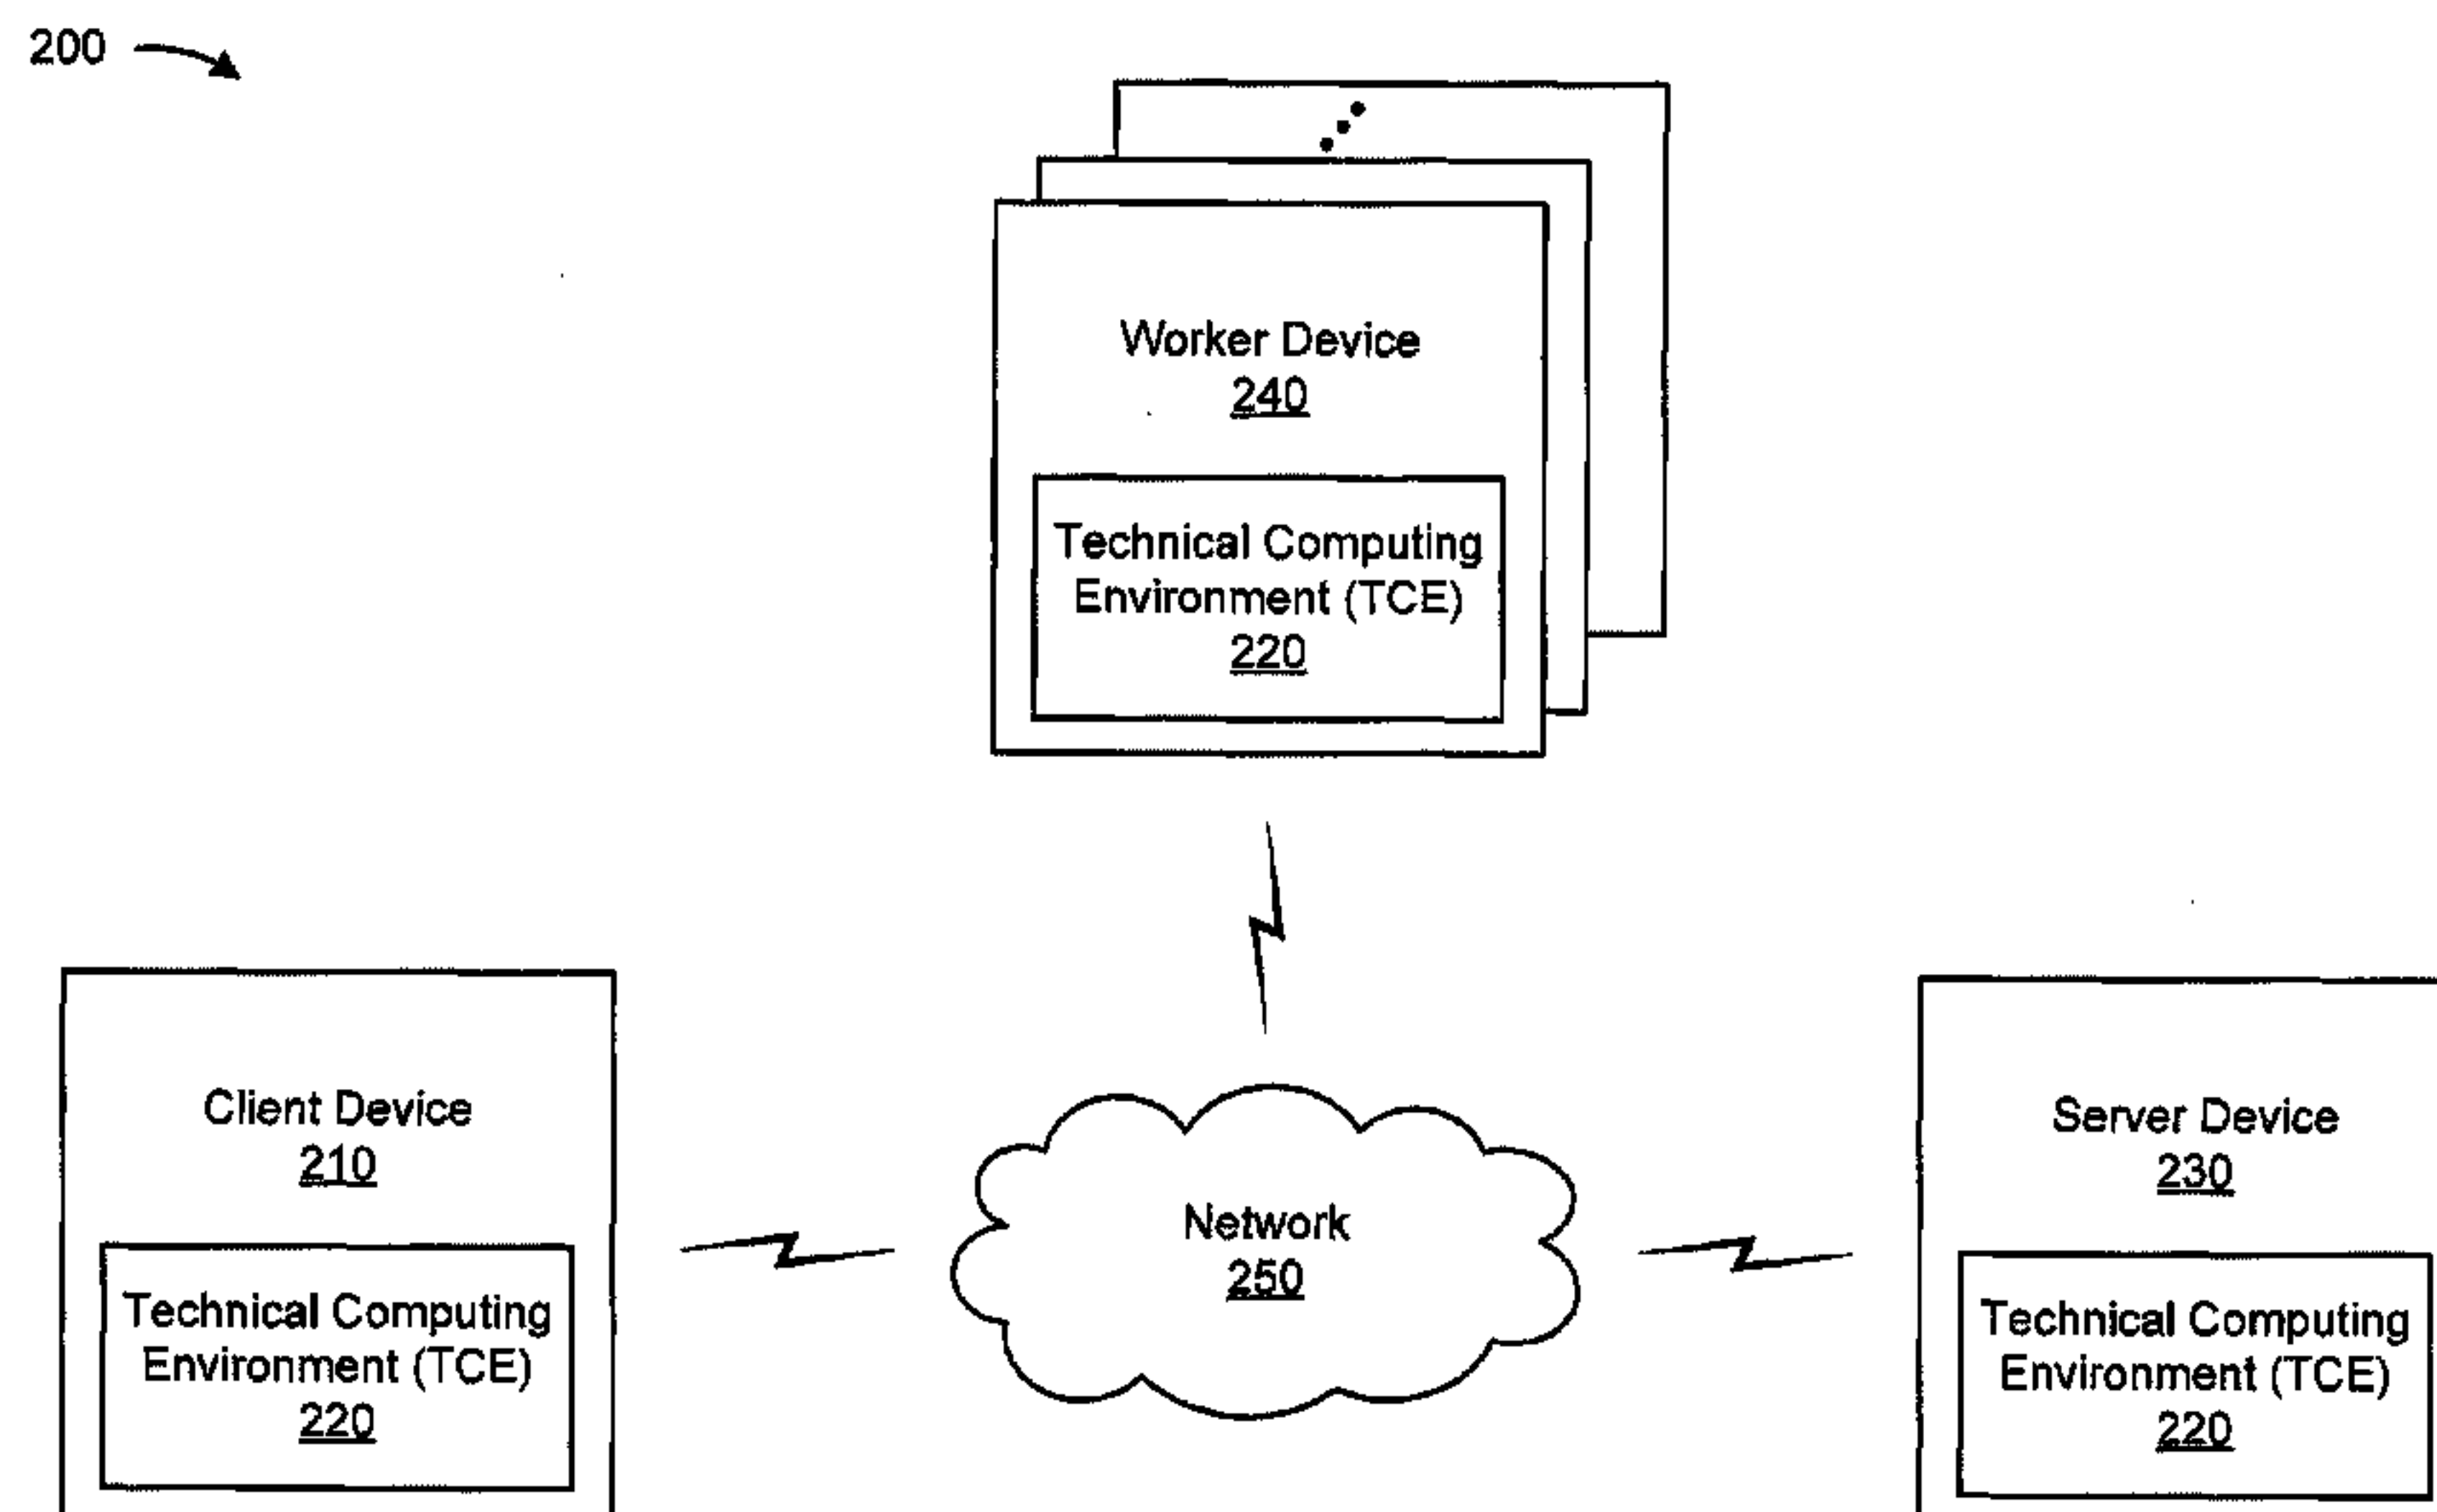 200
Worker Device
240
Technical Computing
Environment (TCE)
220
Client Device
210
Technical Computing
Environment (TCE)
220
Network
250
Server Device
230
Technical Computing
Environment (TCE)
220